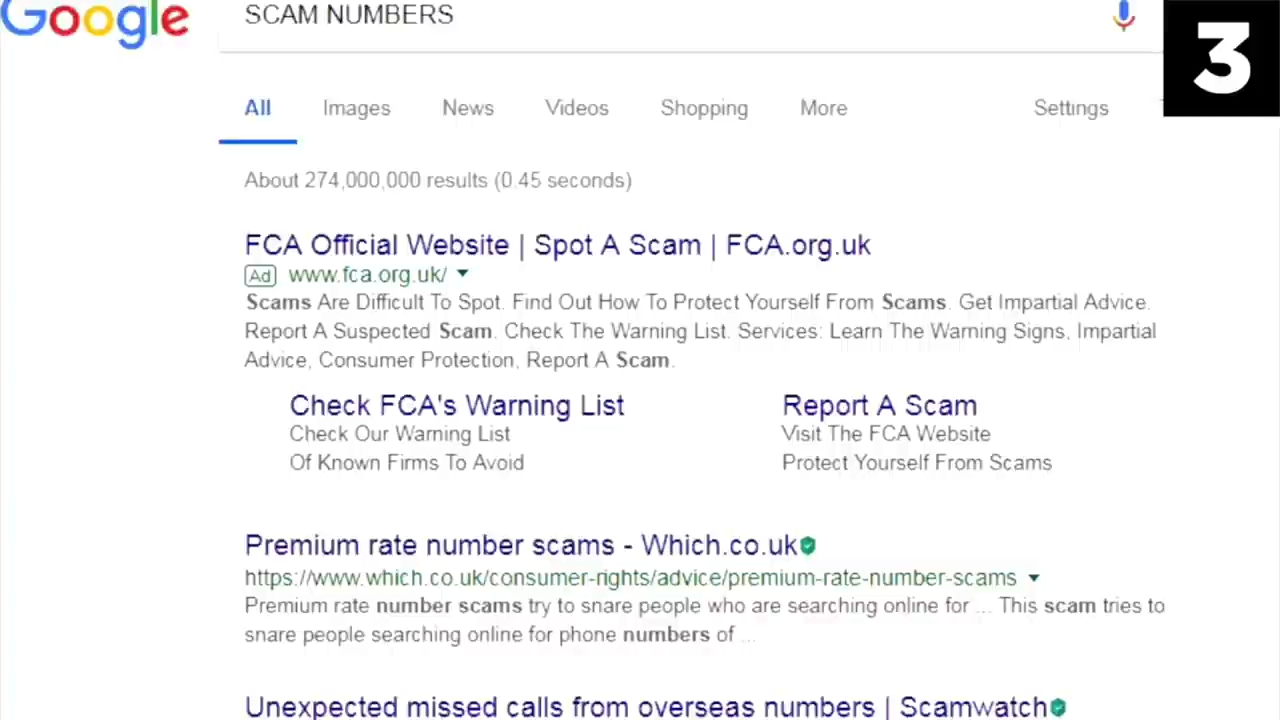 Google
SCAM NUMBERS
3
All Images News Videos Shopping More Settings
About 274,000,000 results (0.45 seconds)
FCA Official Website | Spot A Scam | FCA.org.uk
Ad www.fca.org.uk/
Scams Are Difficult To Spot. Find Out How To Protect Yourself From Scams. Get Impartial Advice.
Report A Suspected Scam. Check The Warning List. Services: Learn The Warning Signs, Impartial
Advice, Consumer Protection, Report A Scam.
Check FCA's Warning List
Check Our Warning List
Of Known Firms To Avoid
Report A Scam
Visit The FCA Website
Protect Yourself From Scams
Premium rate number scams - Which.co.uk
https://www.which.co.uk/consumer-rights/advice/premium-rate-number-scams
Premium rate number scams try to snare people who are searching online for ... This scam tries to
snare people searching online for phone numbers of ...
Unexpected missed calls from overseas numbers | Scamwatch